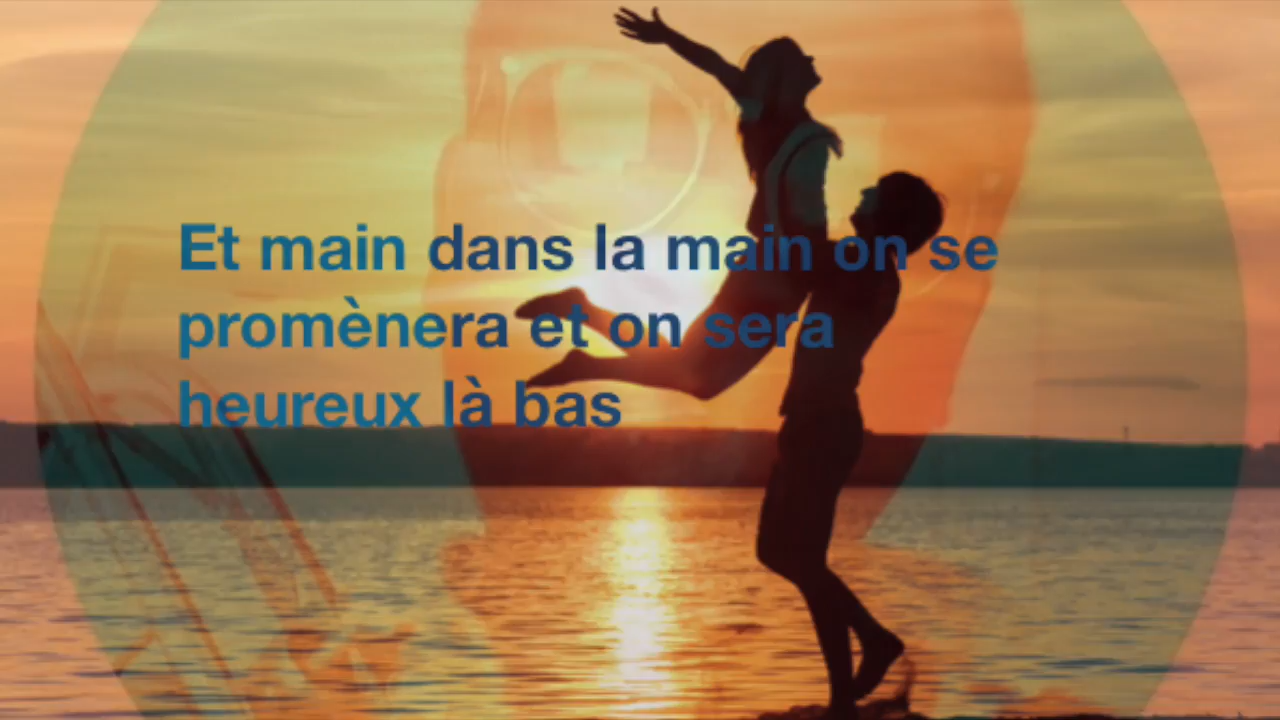 Et main dans la main on se
promènera et on sera
heureux là bas